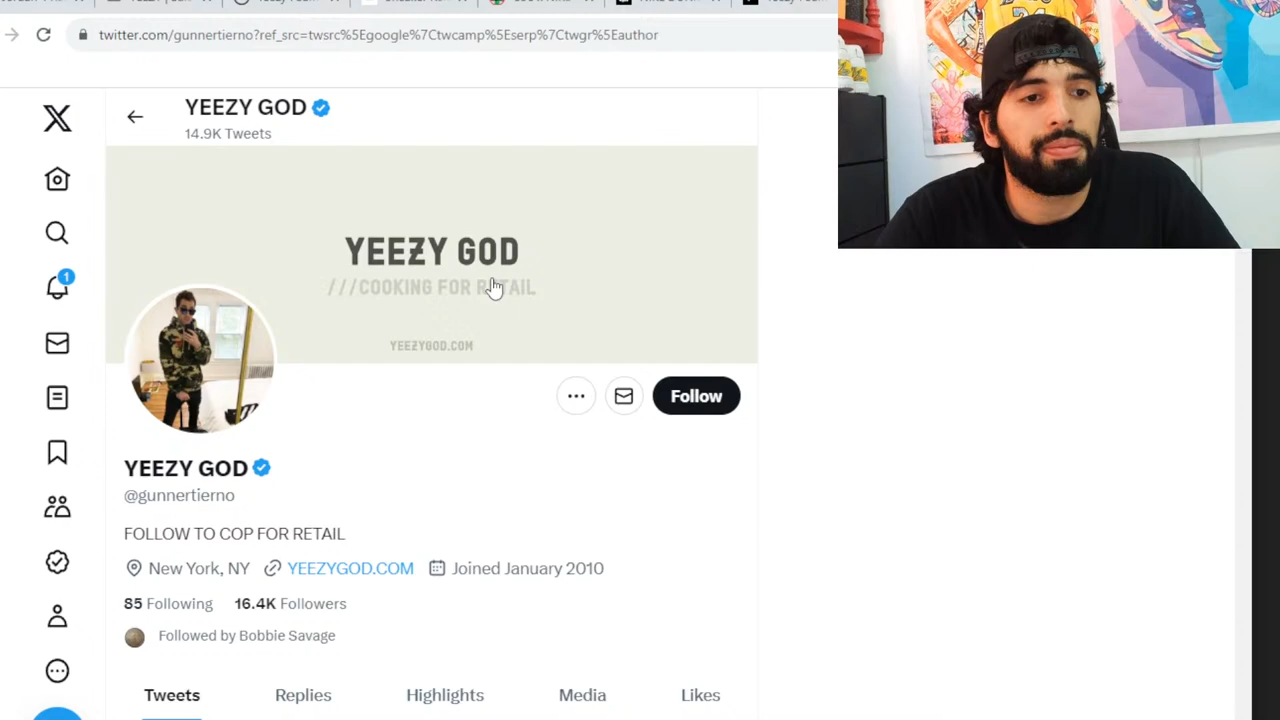 twitter.com/gunnertierno?ref_src=twsrc%5Egoogle%7Ctwcamp%5Eserp%7Ctwgr%5Eauthor
YEEZY GOD
14.9K Tweets
YEEZY GOD
///COOKING FOR RETAIL
YEEZYGOD.COM
1
Follow
YEEZY GOD
@gunnertierno
FOLLOW TO COP FOR RETAIL
New York, NY YEEZYGOD.COM Joined January 2010
85 Following 16.4K Followers
Followed by Bobbie Savage
Tweets Replies Highlights Media Likes